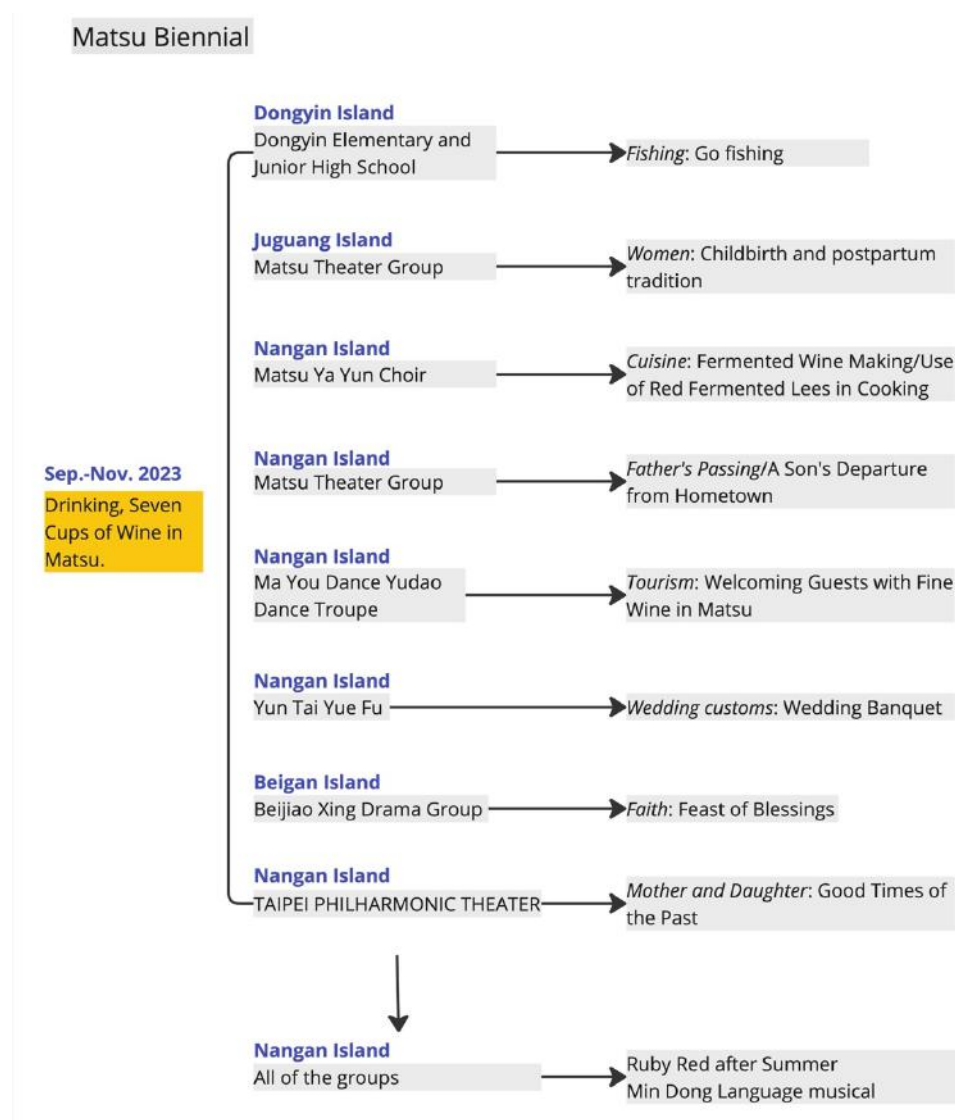 Matsu Biennial
Dongyin Island
Dongyin Elementary and
Junior High School
Fishing: Go fishing
Juguang Island
Matsu Theater Group
Women: Childbirth and postpartum
tradition
Nangan Island
Matsu Ya Yun Choir
Cuisine: Fermented Wine Making/Use
of Red Fermented Lees in Cooking
Nangan Island
Matsu Theater Group
Father's Passing/A Son's Departure
from Hometown
Sep.-Nov. 2023
Drinking, Seven
Cups of Wine in
Matsu.
Nangan Island
Ma You Dance Yudao
Dance Troupe
Tourism: Welcoming Guests with Fine
Wine in Matsu
Nangan Island
Yun Tai Yue Fu
Wedding customs: Wedding Banquet
Beigan Island
Beijiao Xing Drama Group
Faith: Feast of Blessings
Nangan Island
TAIPEI PHILHARMONIC THEATER
Mother and Daughter: Good Times of
the Past
Nangan Island
All of the groups
Ruby Red after Summer
Min Dong Language musical